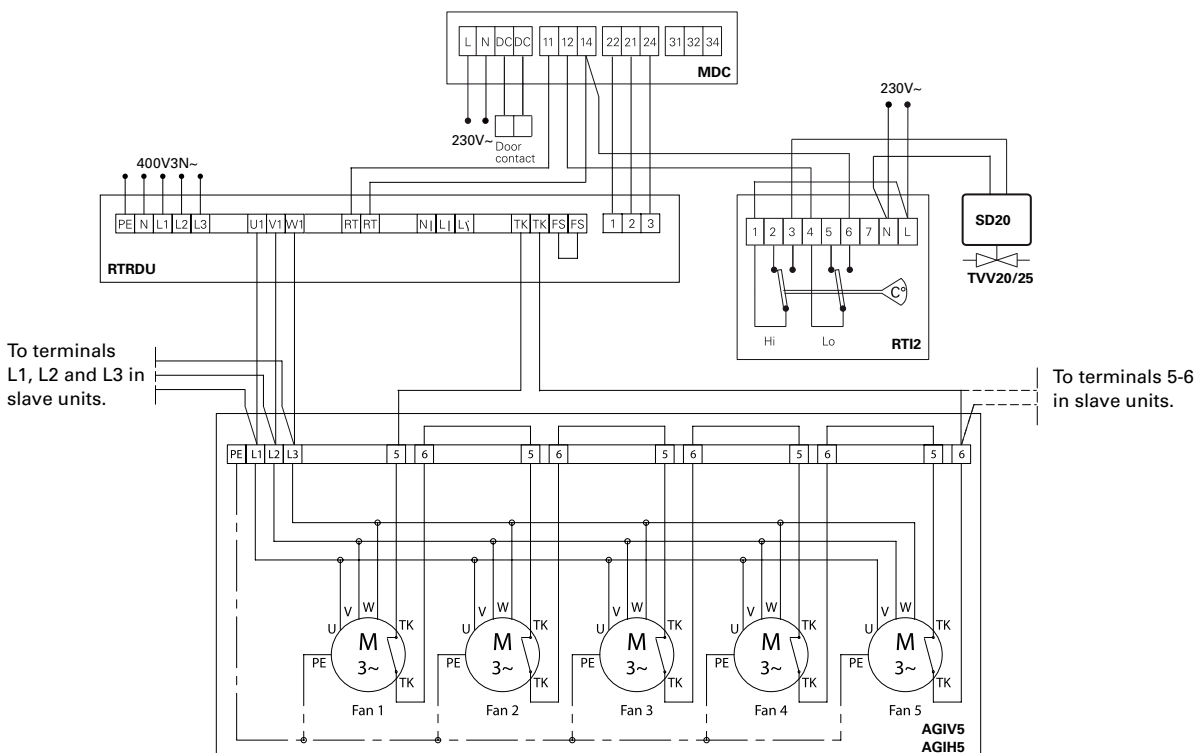 L N DC DC 11 12 14 22 21 24 31 32 34
MDC
230V~
Door
contact
230V~
400V3N~
PE N L1 L2 L3 U1 V1 W1 RT RT N L L TK TK FS FS 1 2 3
RTRDU
1 2 3 4 5 6 7 N L
C°
Hi Lo
RTI2
SD20
TVV20/25
To terminals
L1, L2 and L3 in
slave units.
To terminals 5-6
in slave units.
PE L1 L2 L3 5 6 5 6 5 6 5 6 5 6
U V W TK
PE M
3~
TK
Fan 1
U V W TK
PE M
3~
TK
Fan 2
U V W TK
PE M
3~
TK
Fan 3
U V W TK
PE M
3~
TK
Fan 4
U V W TK
PE M
3~
TK
Fan 5
AGIV5
AGIH5